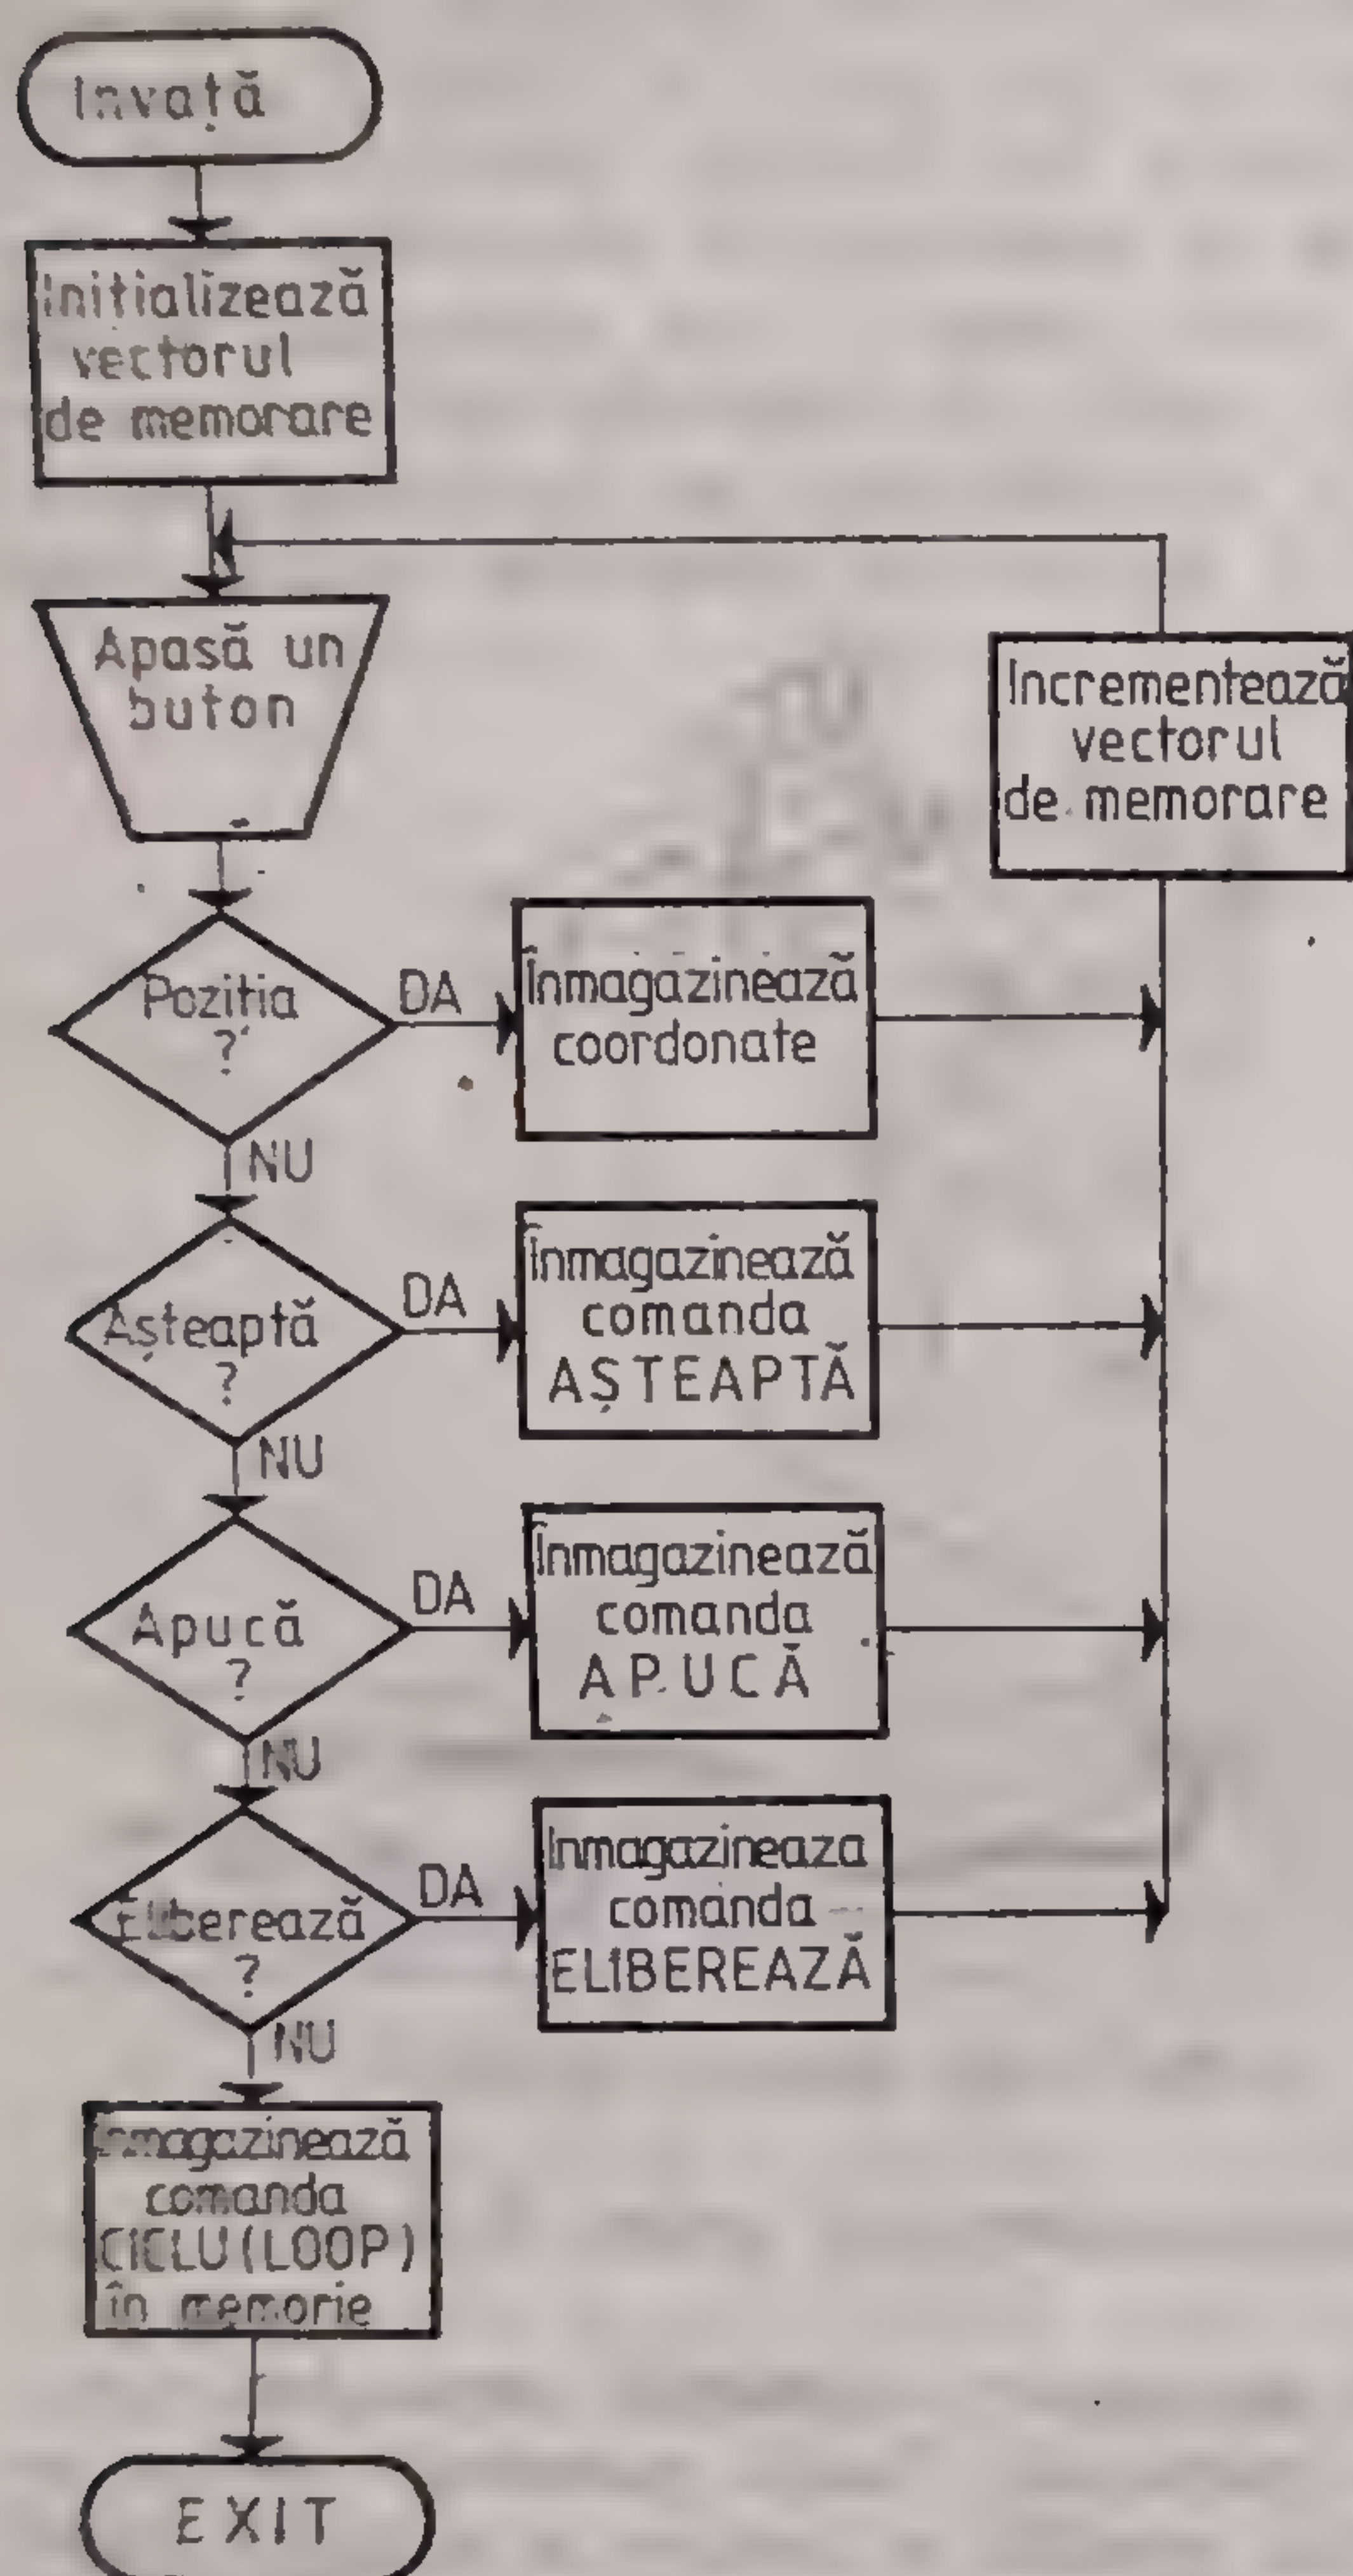 Invață
Initializează
vectorul
de memorare
Apasă un
buton
Incrementează
vectorul
de memorare
Pozitia
?
DA
Înmagazinează
coordonate
NU
Așteaptă
?
DA
Înmagazinează
comanda
AȘTEAPTĂ
NU
Apucă
?
DA
Înmagazinează
comanda
APUCĂ
NU
Eliberează
?
DA
Inmagazineaza
comanda
ELIBEREAZĂ
NU
Inmagazinează
comanda
CICLU(LOOP)
în memorie
EXIT